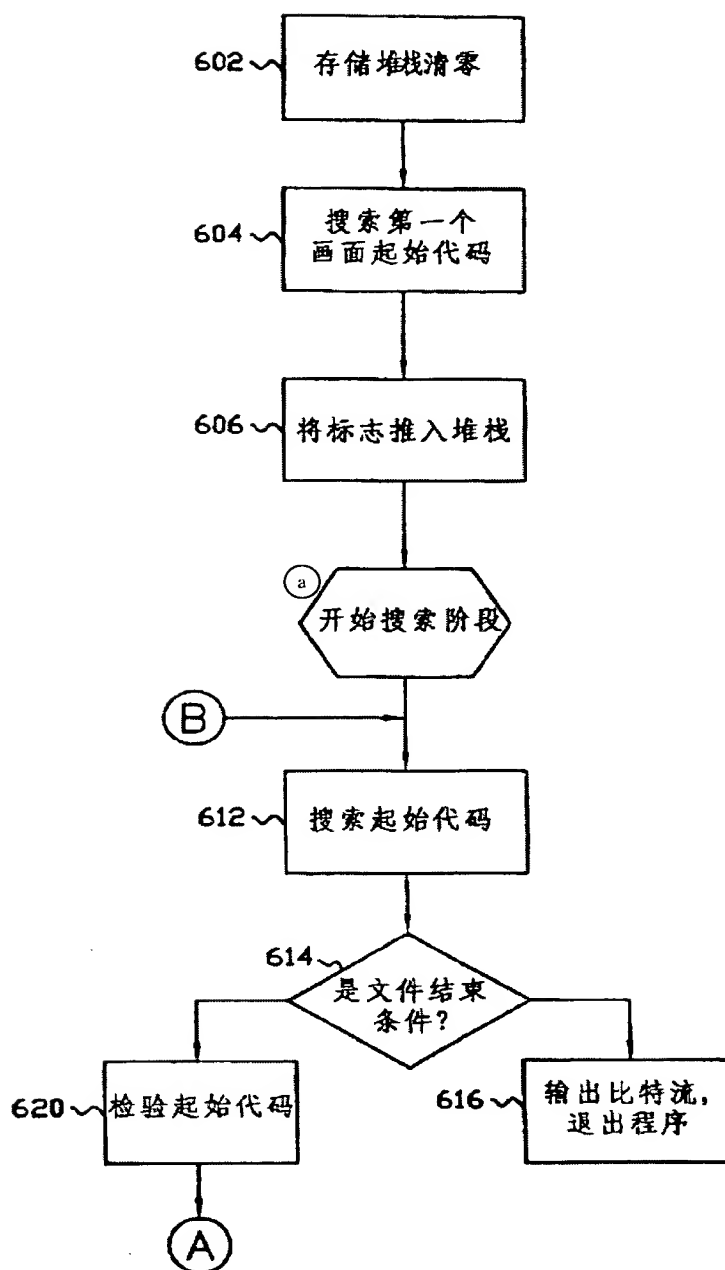 602
存储堆栈清零
604
搜索第一个
画面起始代码
606
将标志推入堆栈
a
开始搜索阶段
B
612
搜索起始代码
614
是文件结束
条件?
620
检验起始代码
616
输出比特流,
退出程序
A